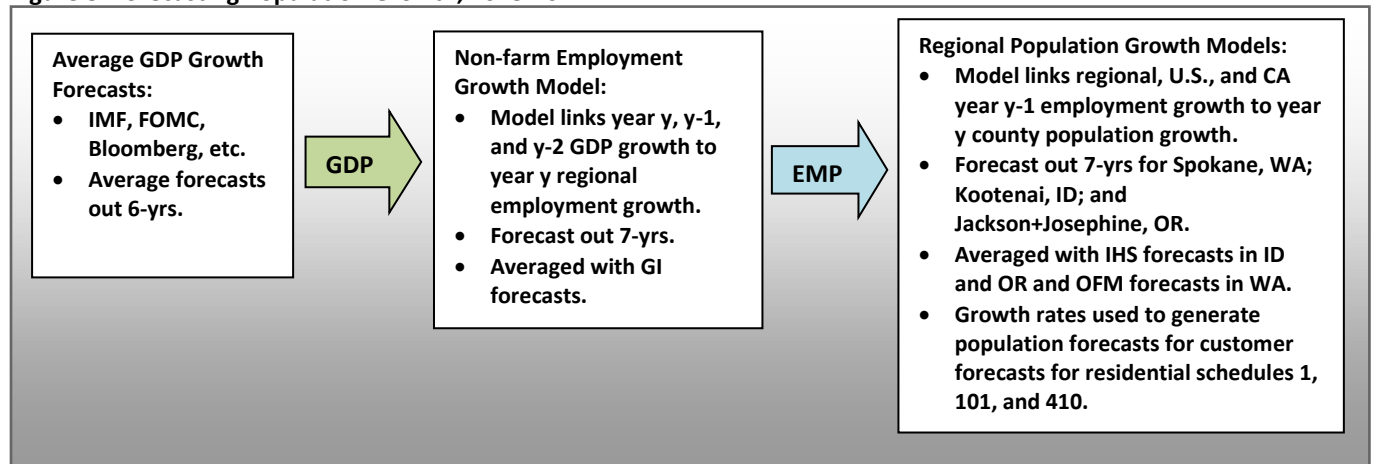 Average GDP Growth
Forecasts:
• IMF, FOMC,
Bloomberg, etc.
• Average forecasts
out 6-yrs.
GDP
Non-farm Employment
Growth Model:
• Model links year y, y-1,
and y-2 GDP growth to
year y regional
employment growth.
• Forecast out 7-yrs.
• Averaged with GI
forecasts.
EMP
Regional Population Growth Models:
• Model links regional, U.S., and CA
year y-1 employment growth to year
y county population growth.
• Forecast out 7-yrs for Spokane, WA;
Kootenai, ID; and
Jackson+Josephine, OR.
• Averaged with IHS forecasts in ID
and OR and OFM forecasts in WA.
• Growth rates used to generate
population forecasts for customer
forecasts for residential schedules 1,
101, and 410.